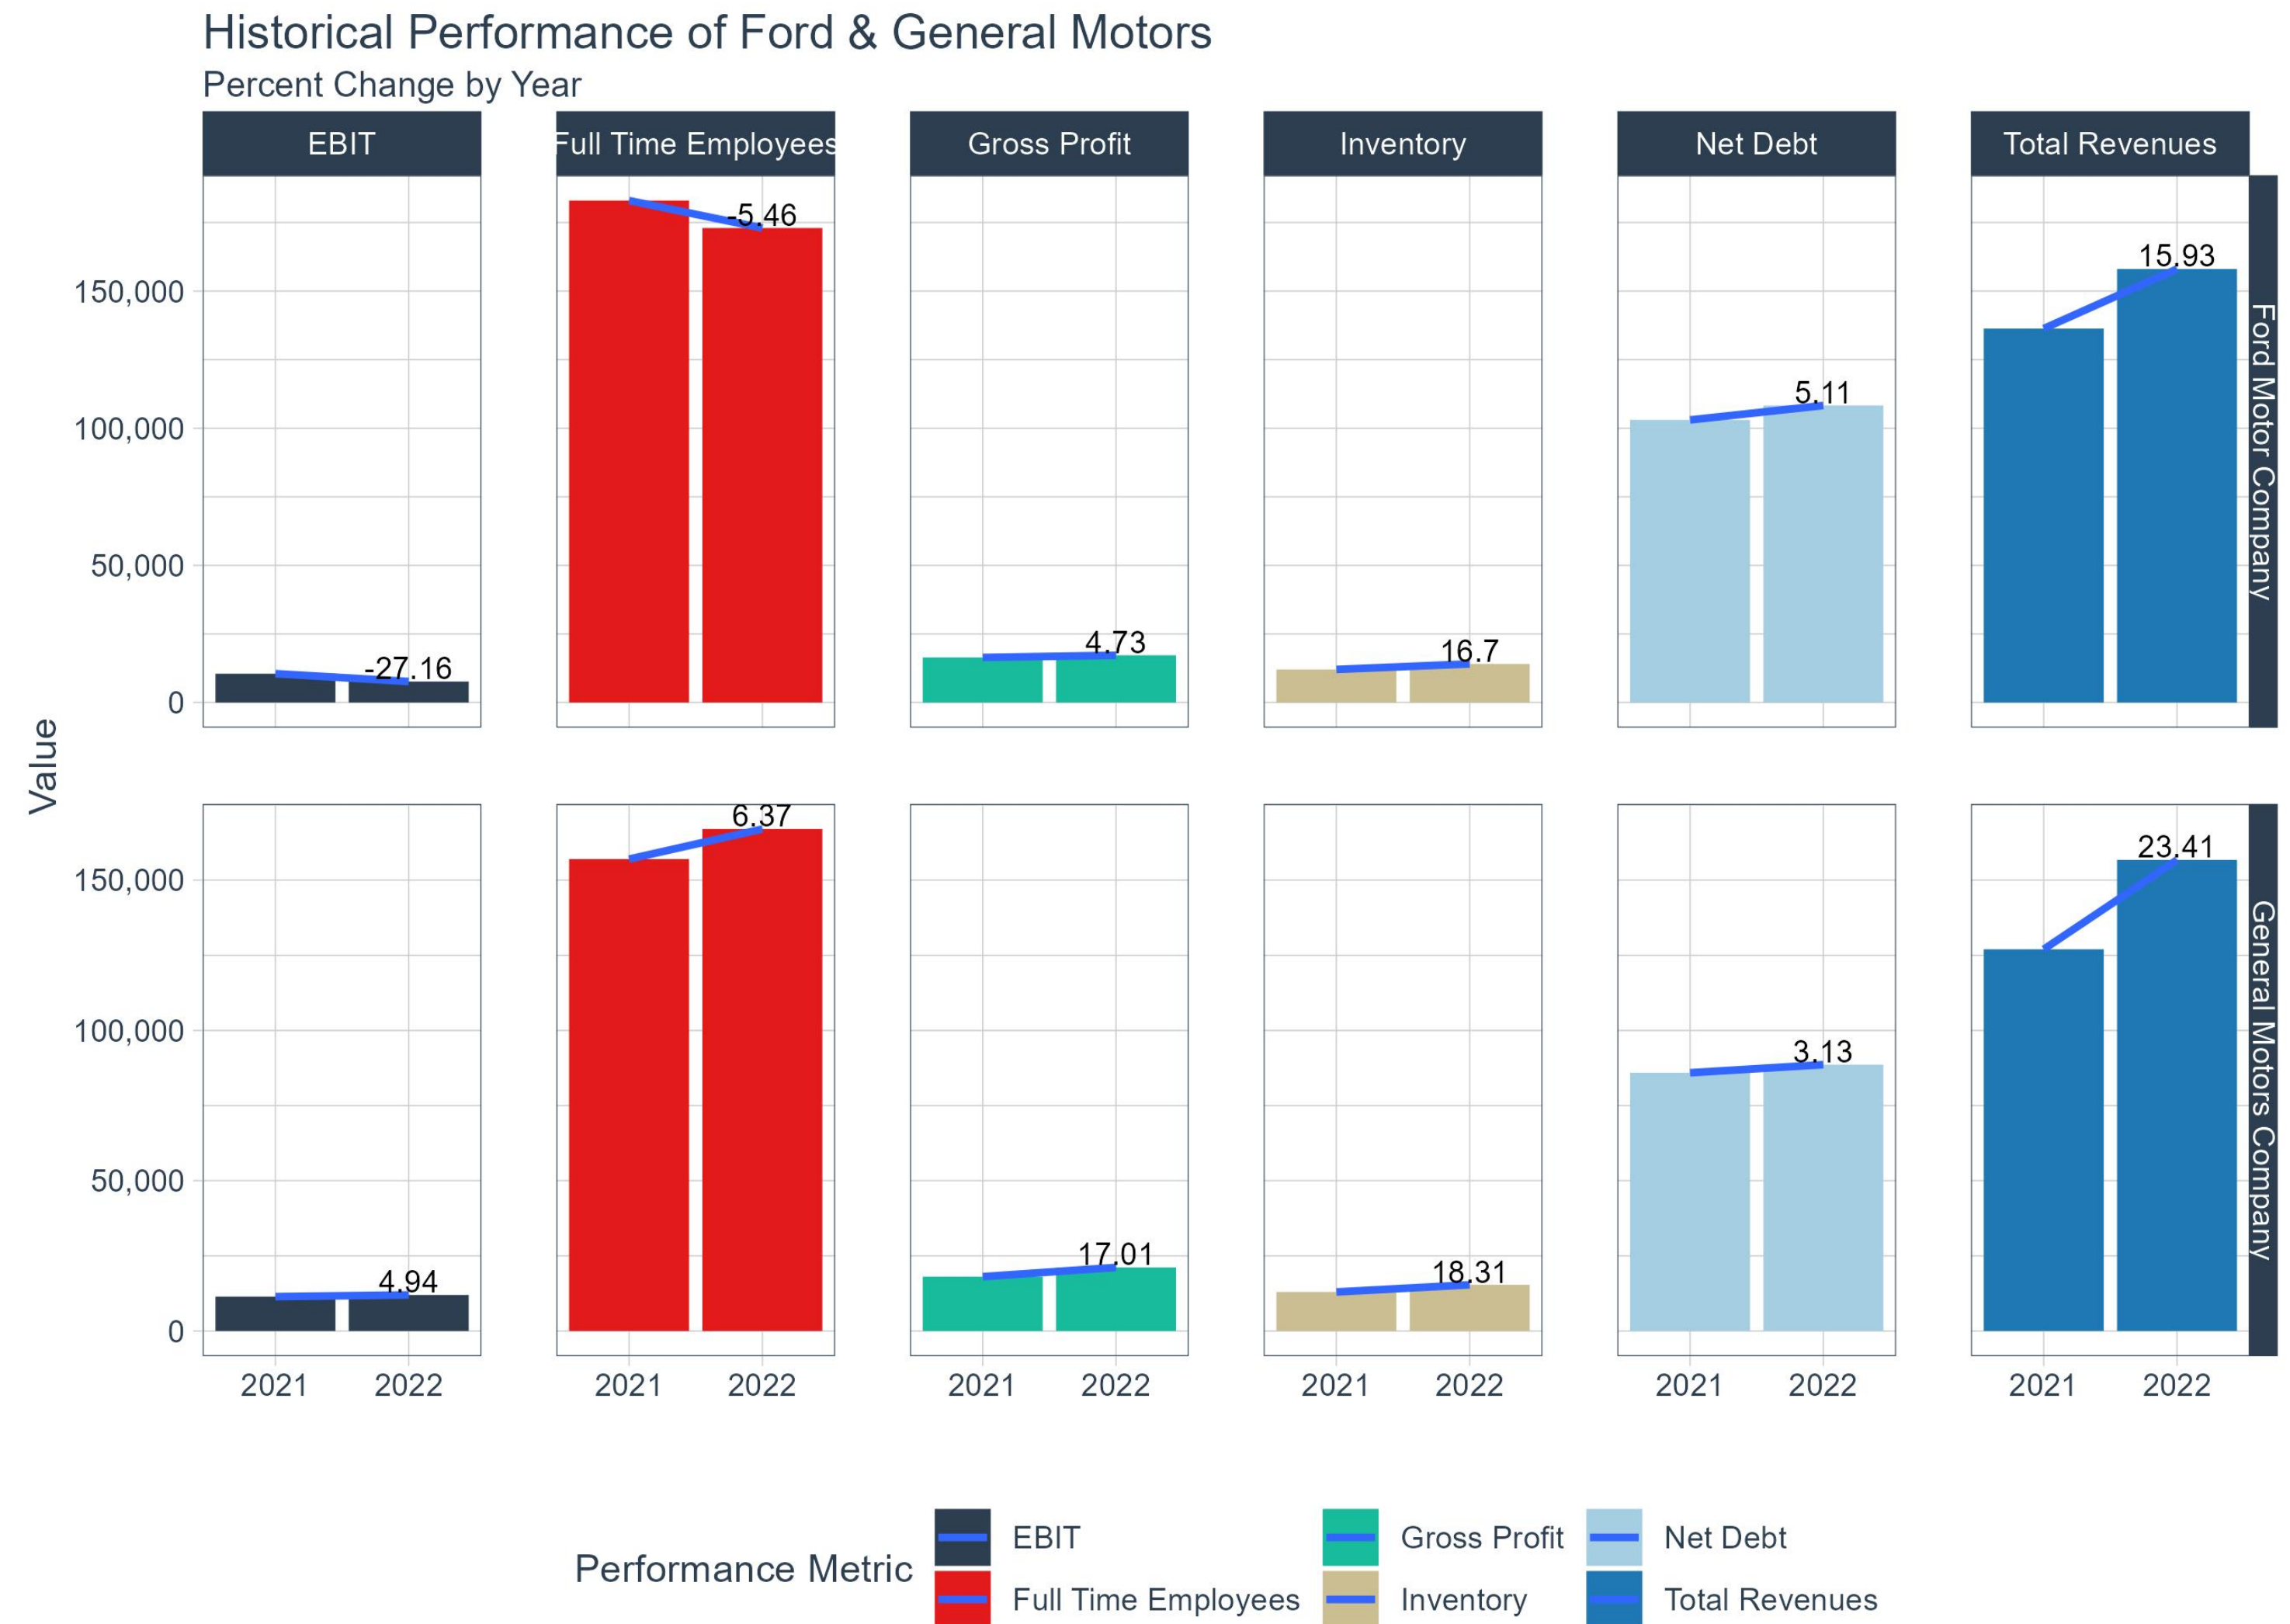 Historical Performance of Ford & General Motors
Percent Change by Year
EBIT
Full Time Employees
Gross Profit
Inventory
Net Debt
Total Revenues
Value
150,000
100,000
50,000
0
-27.16
-5.46
4.73
16.7
5.11
15.93
Ford Motor Company
150,000
100,000
50,000
0
4.94
6.37
17.01
18.31
3.13
23.41
General Motors Company
2021 2022
2021 2022
2021 2022
2021 2022
2021 2022
2021 2022
Performance Metric
EBIT
Full Time Employees
Gross Profit
Inventory
Net Debt
Total Revenues